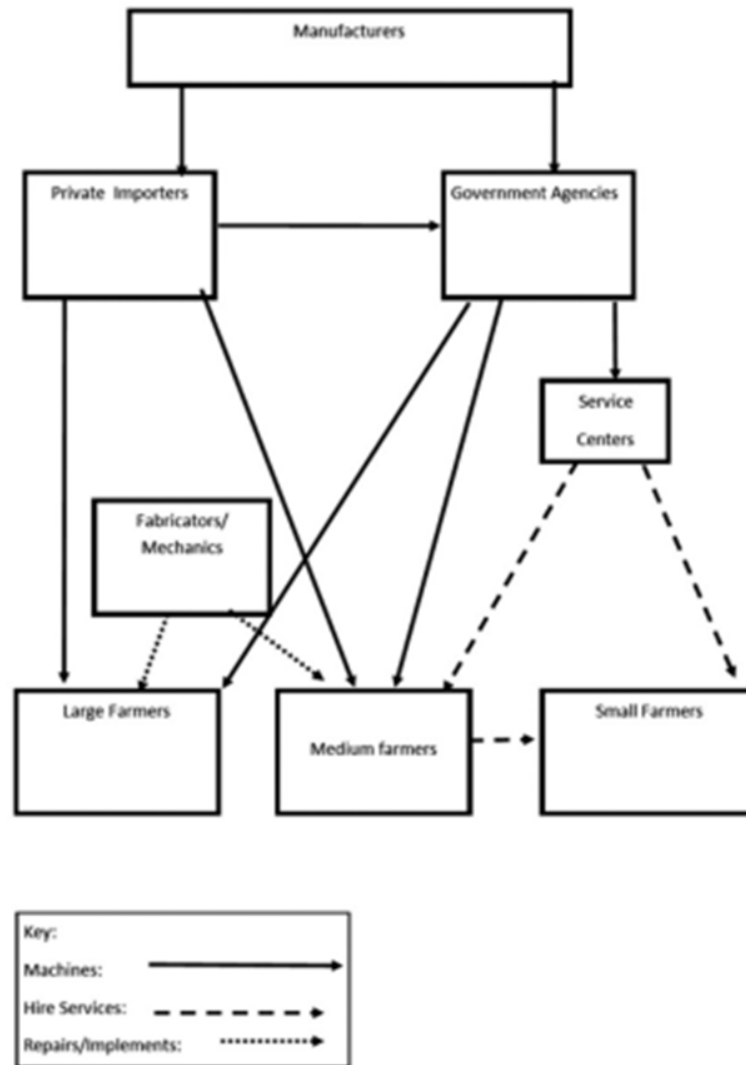 Manufacturers
Private Importers
Government Agencies
Service
Centers
Fabricators/
Mechanics
Large Farmers
Medium farmers
Small Farmers
Key:
Machines:
Hire Services:
Repairs/Implements: